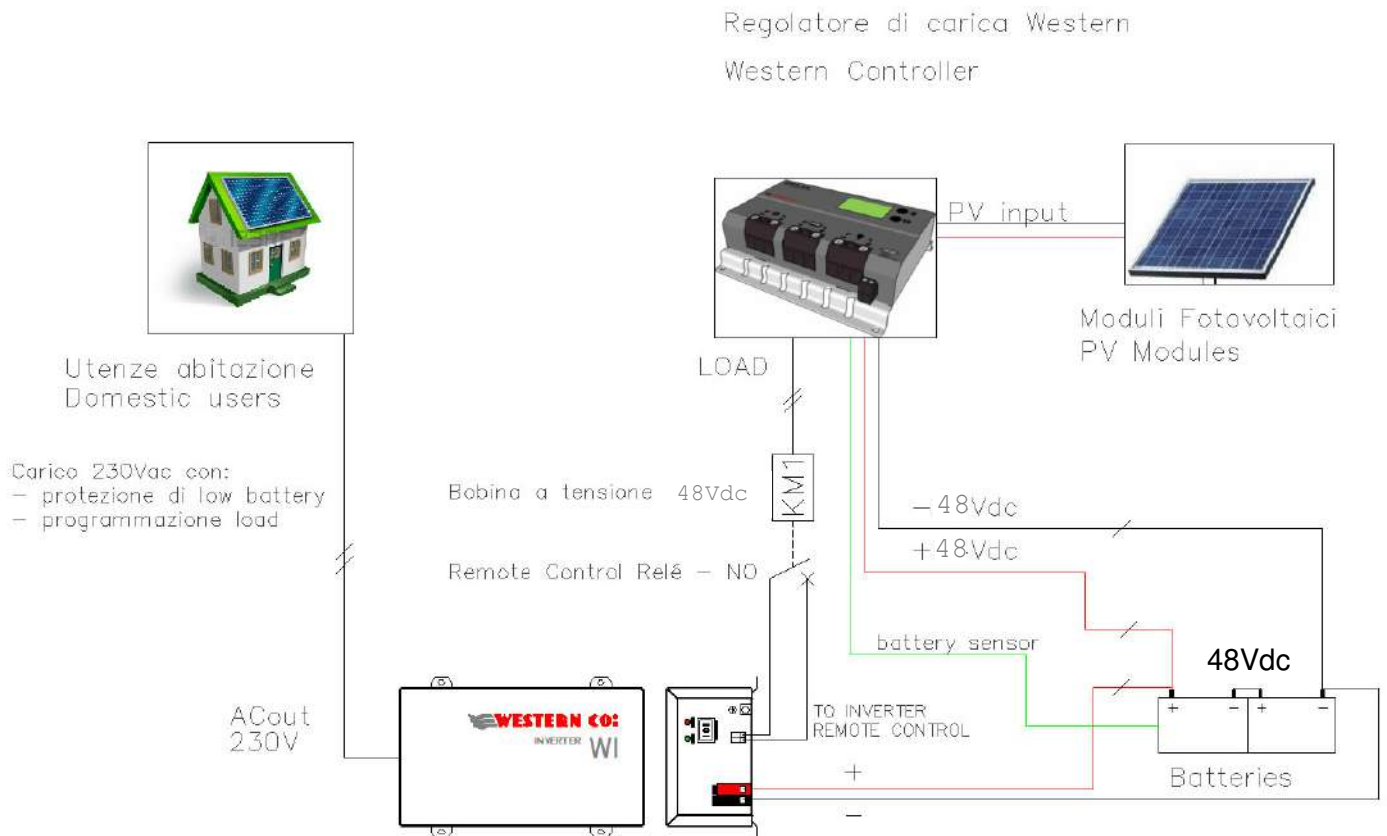 Regolatore di carica Western
Western Controller
PV input
Moduli Fotovoltaici
PV Modules
Utenze abitazione
Domestic users
LOAD
Carico 230Vac con:
– protezione di low battery
– programmazione load
Bobina a tensione 48Vdc
KM1
–48Vdc
+48Vdc
Remote Control Relé – NO
battery sensor
48Vdc
+ – + –
ACout
230V
WESTERN CO:
INVERTER WI
TO INVERTER
REMOTE CONTROL
Batteries
+
–